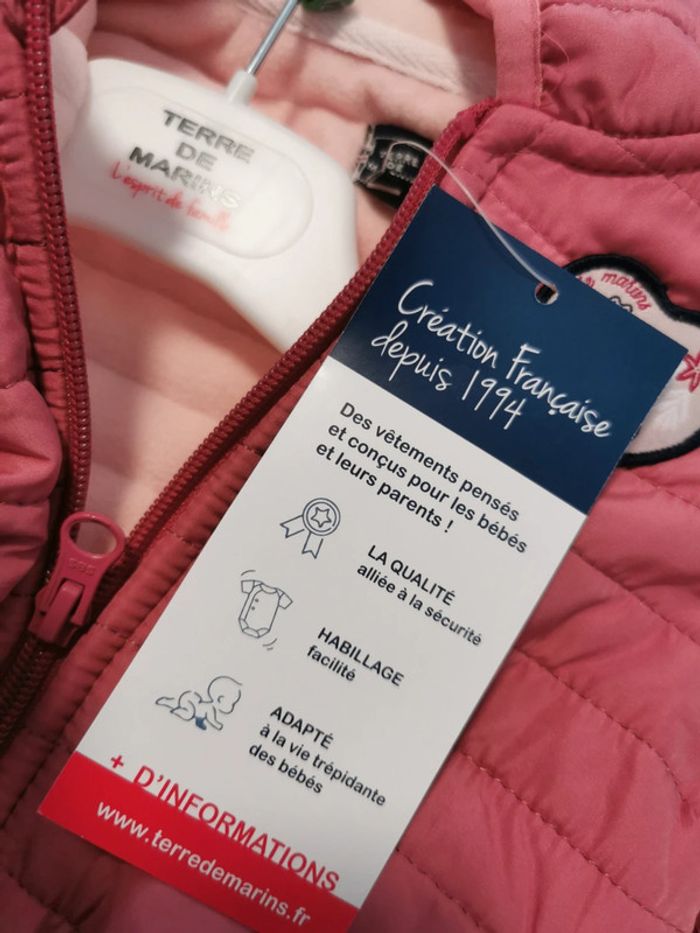 TERRE
DE
MARINS
L'esprit de famille
marins
Création Française
depuis 1994
Des vêtements pensés
et conçus pour les bébés
et leurs parents !
LA QUALITÉ
alliée à la sécurité
HABILLAGE
facilité
ADAPTÉ
à la vie trépidante
des bébés
+ D'INFORMATIONS
www.terredemarins.fr